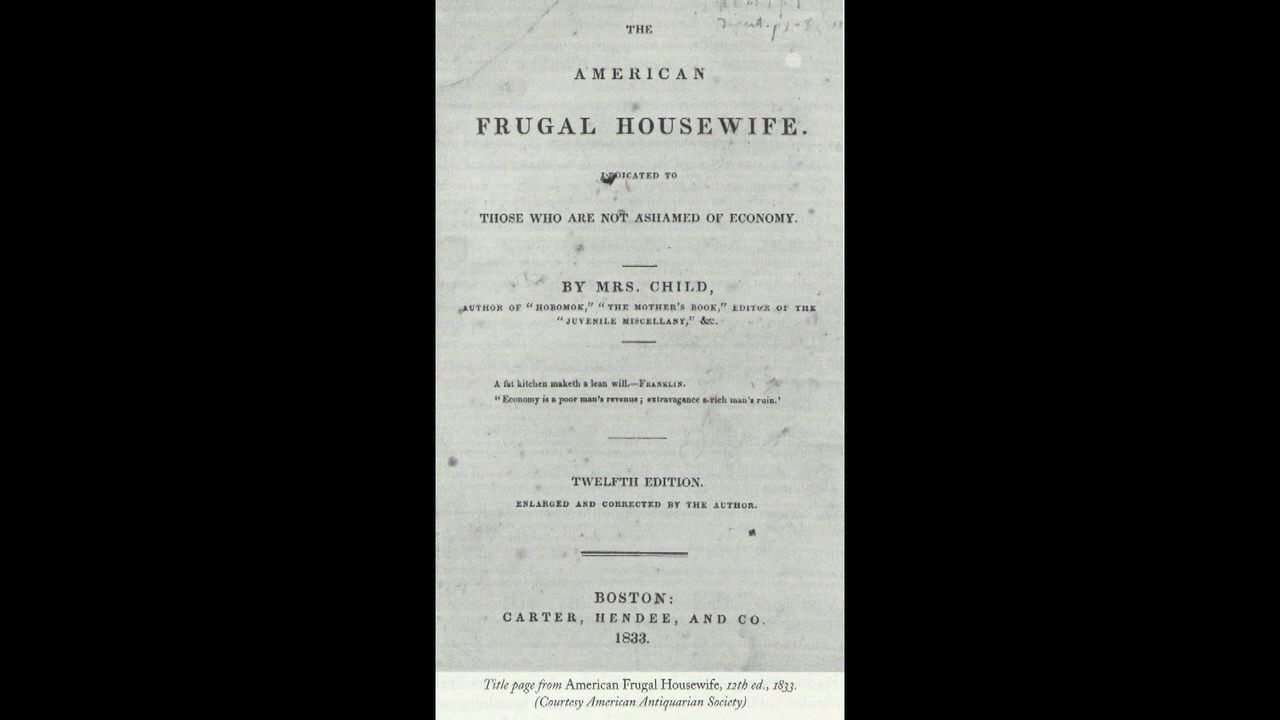 THE
AMERICAN
FRUGAL HOUSEWIFE.
DEDICATED TO
THOSE WHO ARE NOT ASHAMED OF ECONOMY.
BY MRS. CHILD,
AUTHOR OF "HOBOMOK," "THE MOTHER'S BOOK," EDITOR OF THE
"JUVENILE MISCELLANY," &c.
A fat kitchen maketh a lean will.—FRANKLIN.
"Economy is a poor man's revenue; extravagance a rich man's ruin.'
TWELFTH EDITION.
ENLARGED AND CORRECTED BY THE AUTHOR.
BOSTON:
CARTER, HENDEE, AND CO.
1833.
Title page from American Frugal Housewife, 12th ed., 1833.
(Courtesy American Antiquarian Society)